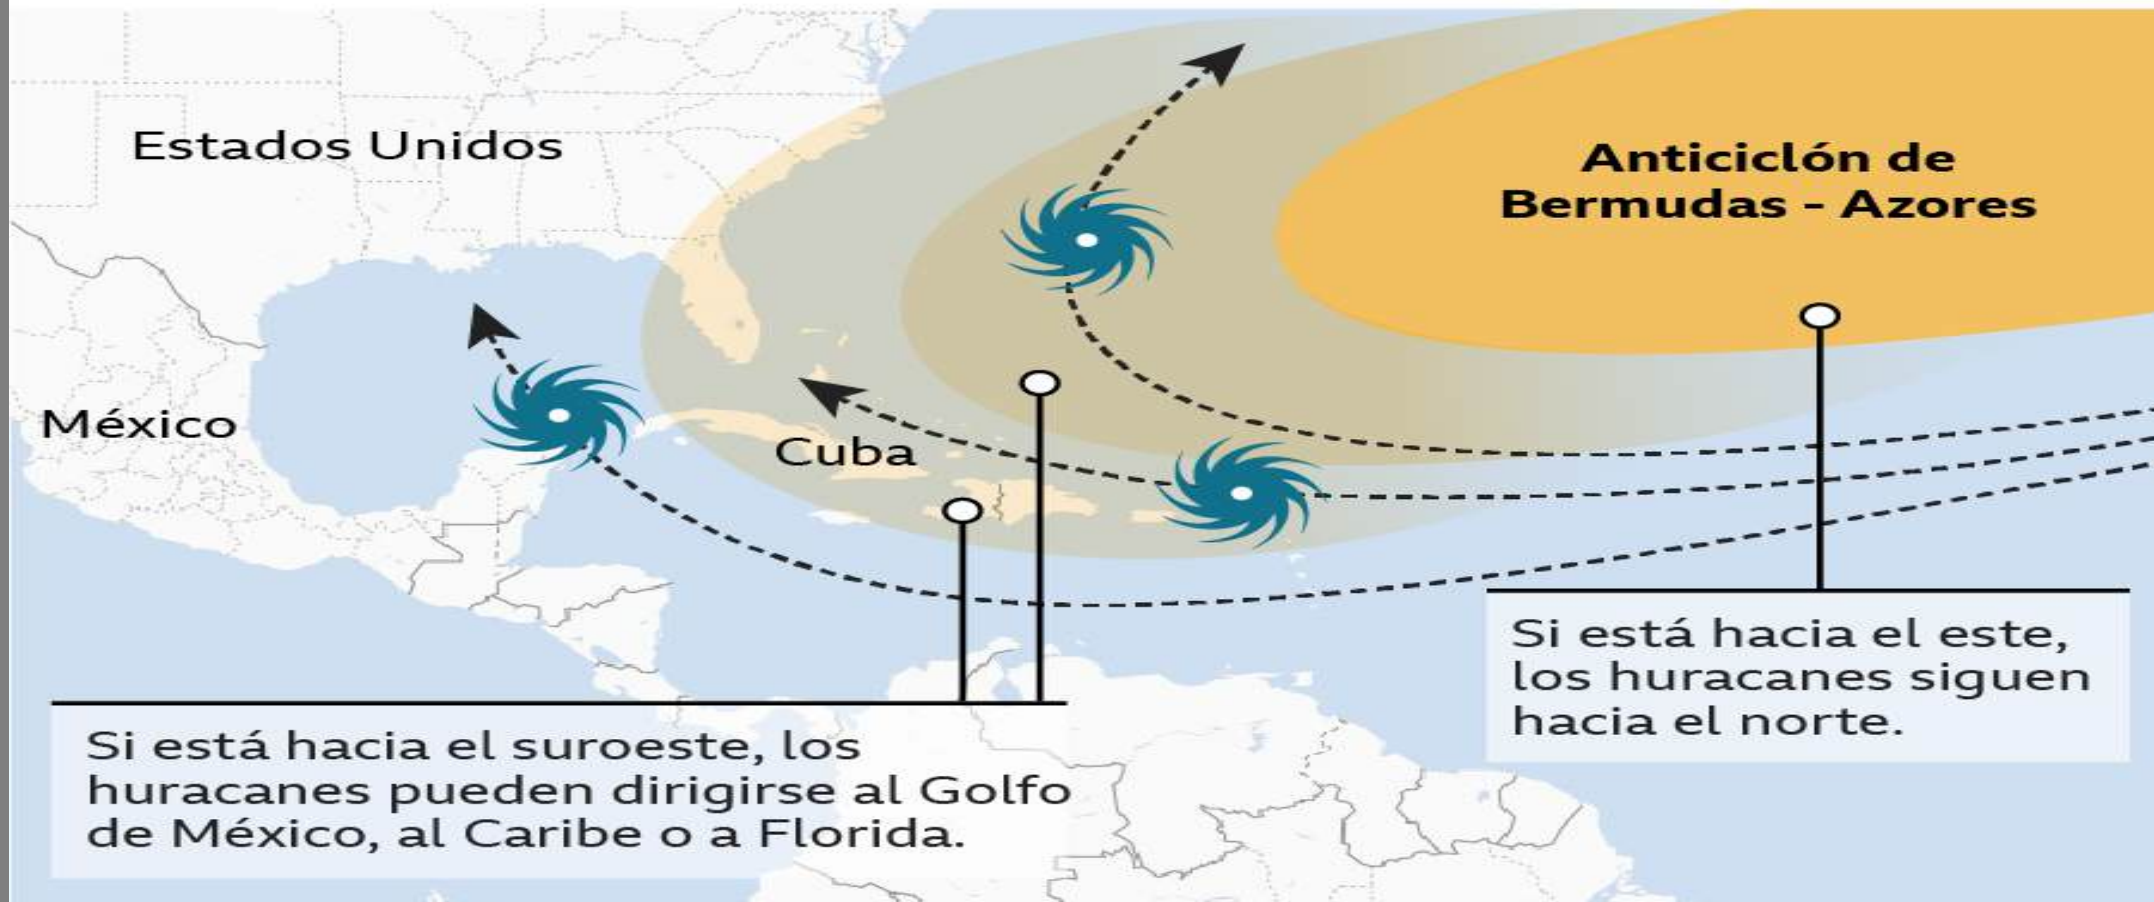 Estados Unidos
Anticiclón de
Bermudas - Azores
México
Cuba
Si está hacia el este,
los huracanes siguen
hacia el norte.
Si está hacia el suroeste, los
huracanes pueden dirigirse al Golfo
de México, al Caribe o a Florida.